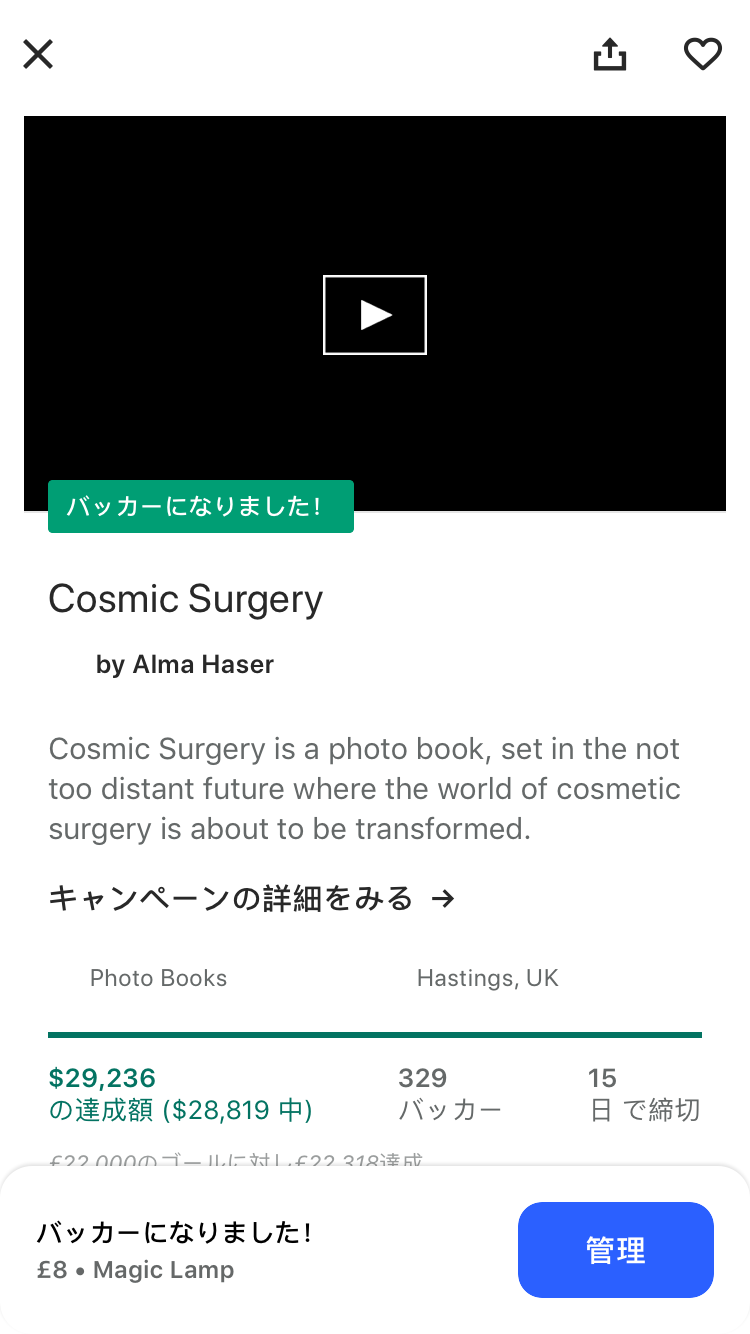 バッカーになりました!
Cosmic Surgery
by Alma Haser
Cosmic Surgery is a photo book, set in the not
too distant future where the world of cosmetic
surgery is about to be transformed.
キャンペーンの詳細をみる →
Photo Books
Hastings, UK
$29,236
の達成額 ($28,819 中)
329
バッカー
15
日 で締切
£22,000のゴールに対し£22,318達成
バッカーになりました!
£8 • Magic Lamp
管理